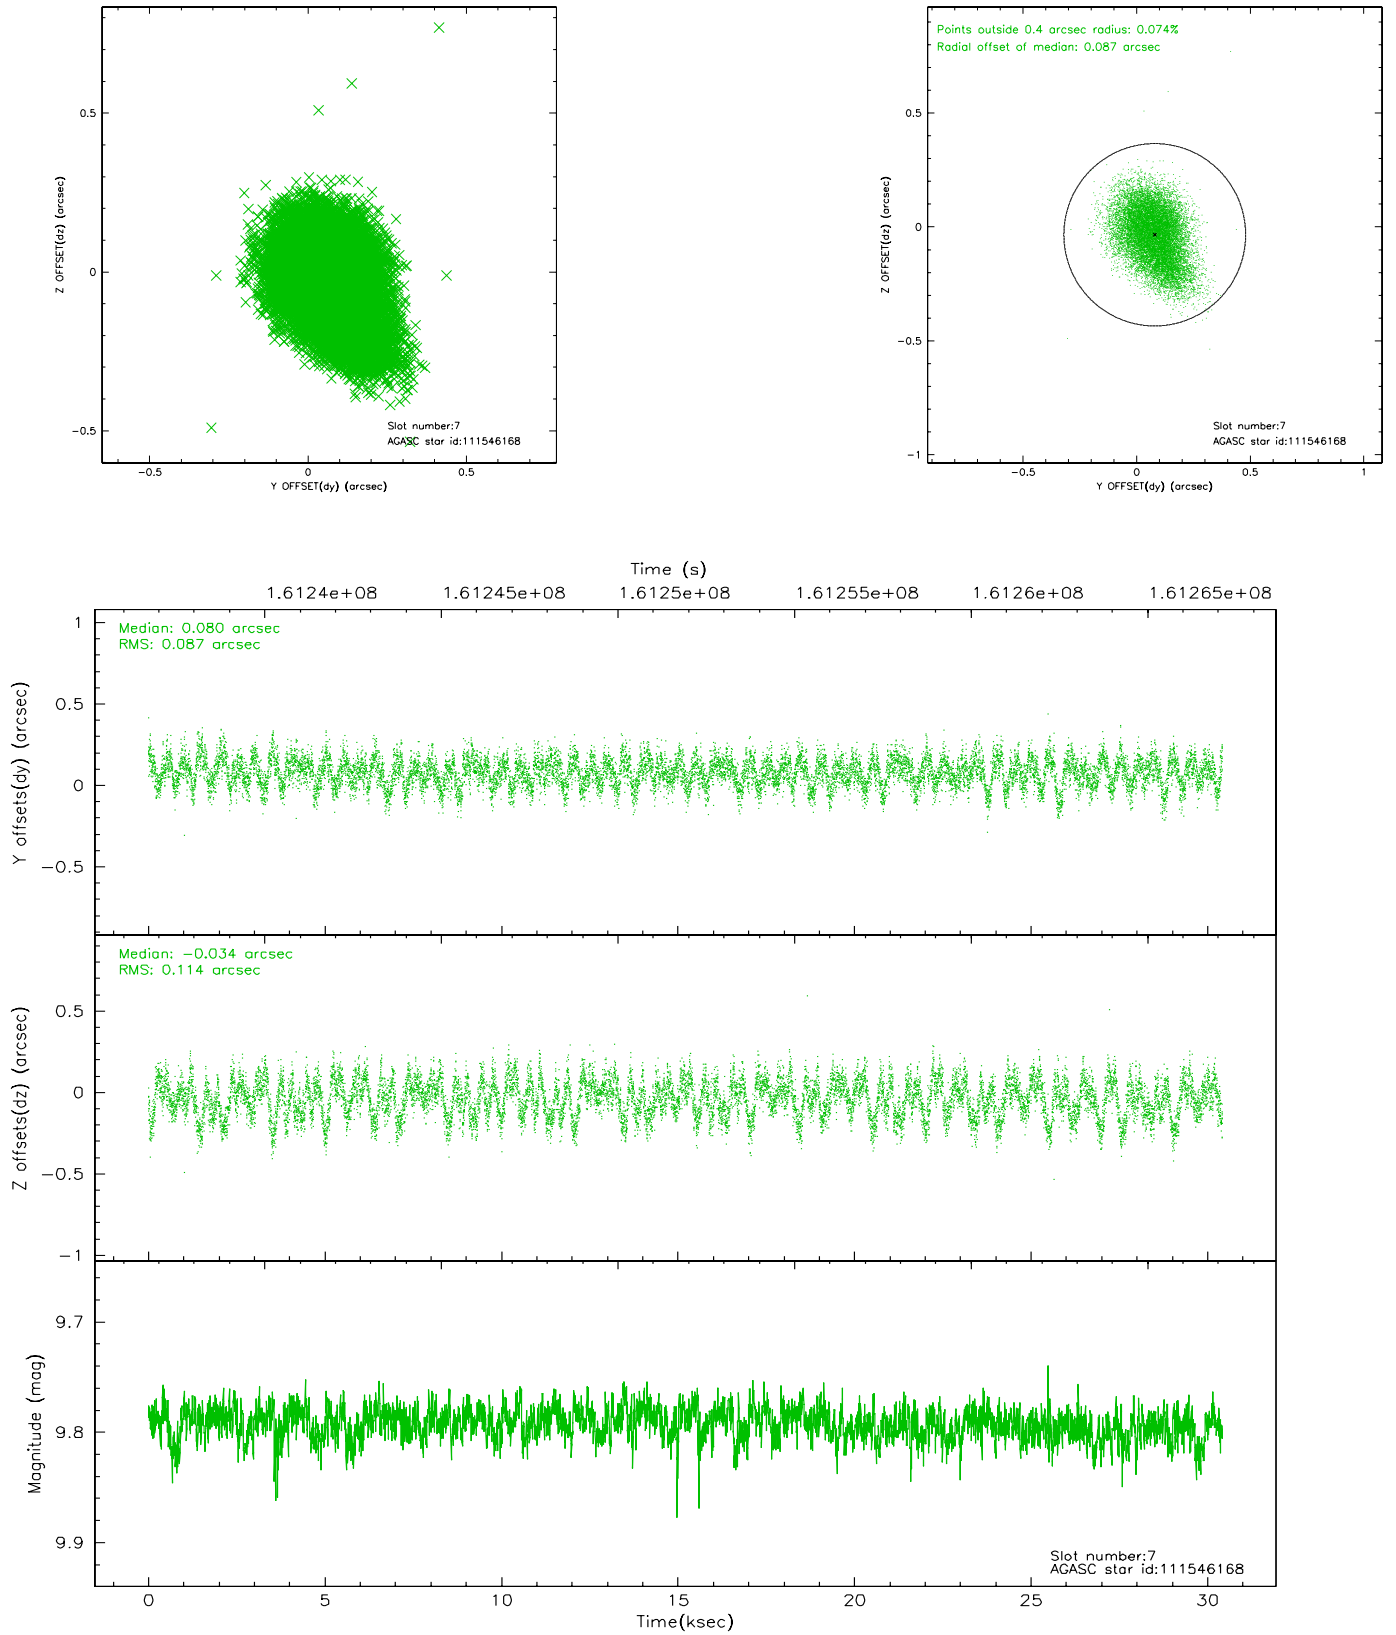 0.5
0
−0.5
Z OFFSET(dz) (arcsec)
−0.5
0
0.5
Y OFFSET(dy) (arcsec)
Slot number:7
AGASC star id:111546168
Points outside 0.4 arcsec radius: 0.074%
Radial offset of median: 0.087 arcsec
0.5
0
−0.5
−1
Z OFFSET(dz) (arcsec)
−0.5
0
0.5
1
Y OFFSET(dy) (arcsec)
Slot number:7
AGASC star id:111546168
Time (s)
1.6124e+08
1.61245e+08
1.6125e+08
1.61255e+08
1.6126e+08
1.61265e+08
Median: 0.080 arcsec
RMS: 0.087 arcsec
1
0.5
0
−0.5
Y offsets(dy) (arcsec)
Median: −0.034 arcsec
RMS: 0.114 arcsec
0.5
0
−0.5
−1
Z offsets(dz) (arcsec)
9.7
9.8
9.9
Magnitude (mag)
Slot number:7
AGASC star id:111546168
0
5
10
15
20
25
30
Time(ksec)